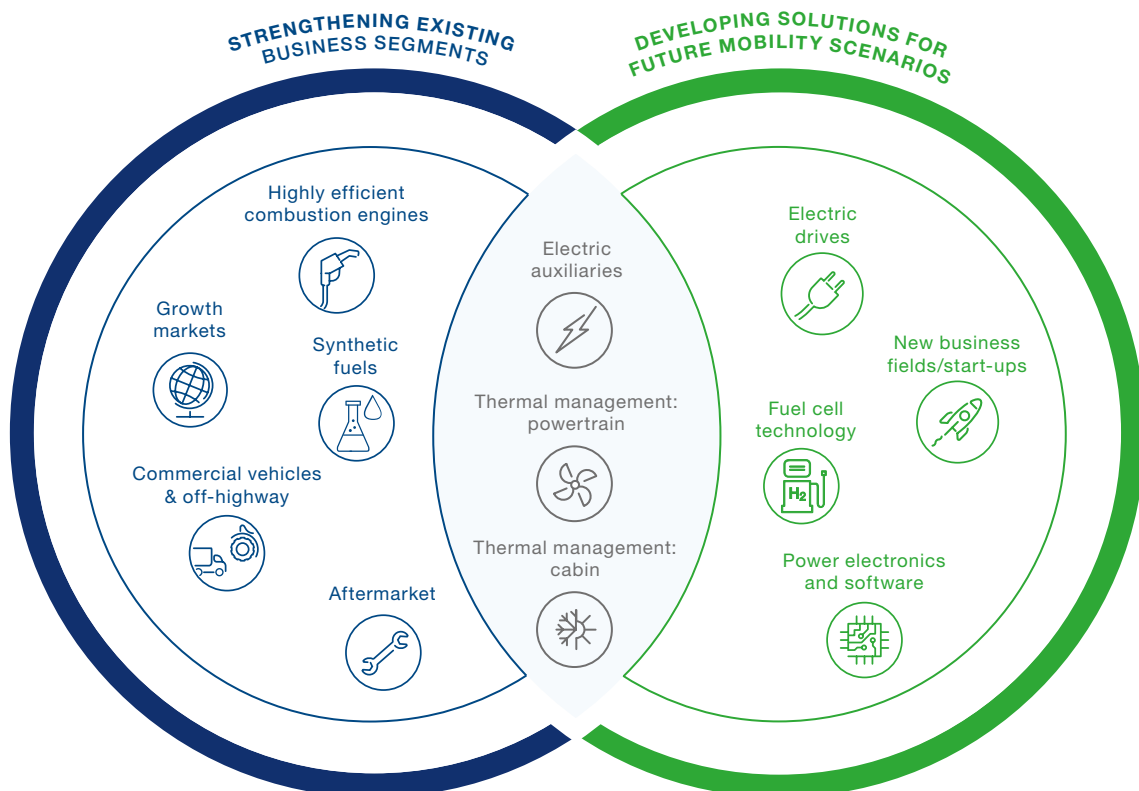 STRENGTHENING EXISTING
BUSINESS SEGMENTS
DEVELOPING SOLUTIONS FOR
FUTURE MOBILITY SCENARIOS
Highly efficient
combustion engines
Growth
markets
Synthetic
fuels
Commercial vehicles
& off-highway
Aftermarket
Electric
auxiliaries
Thermal management:
powertrain
Thermal management:
cabin
Electric
drives
New business
fields/start-ups
Fuel cell
technology
H₂
Power electronics
and software